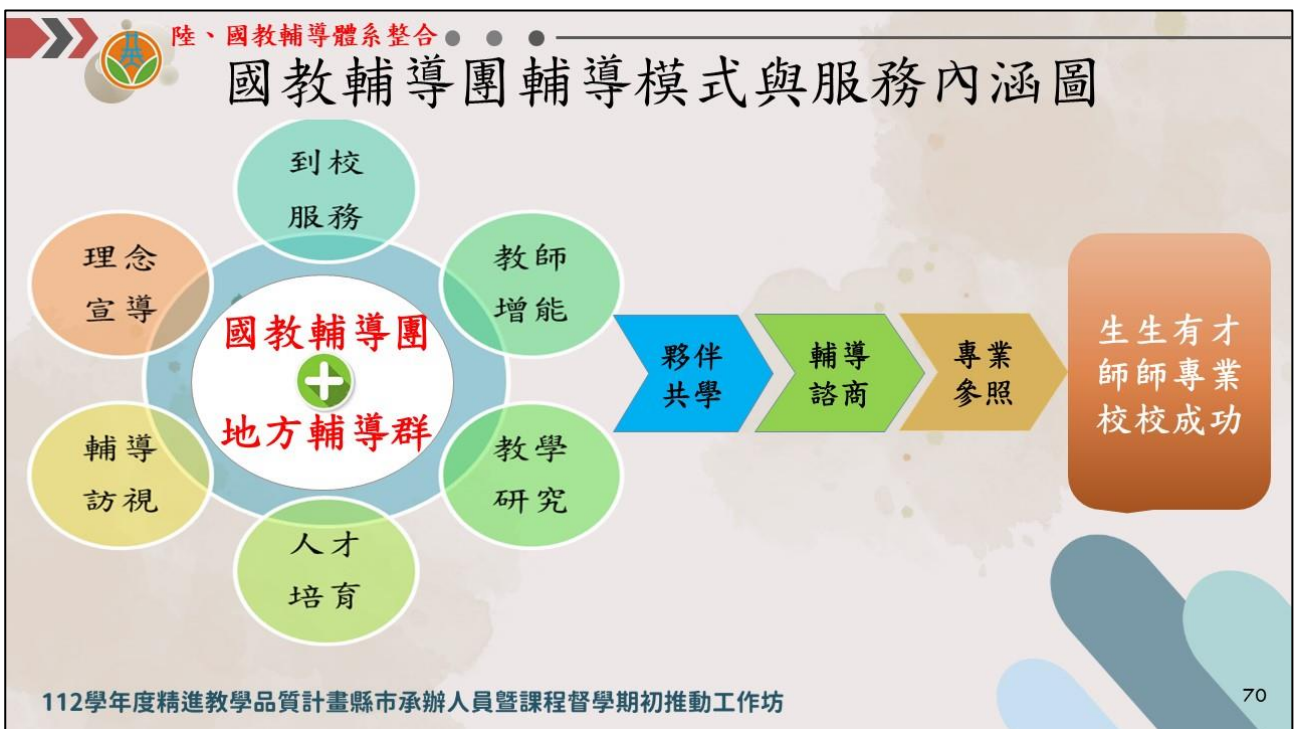 陸、國教輔導體系整合
國教輔導團輔導模式與服務內涵圖
到校
服務
教師
增能
教學
研究
人才
培育
輔導
訪視
理念
宣導
國教輔導團
地方輔導群
夥伴
共學
輔導
諮商
專業
參照
生生有才
師師專業
校校成功
112學年度精進教學品質計畫縣市承辦人員暨課程督學期初推動工作坊
70